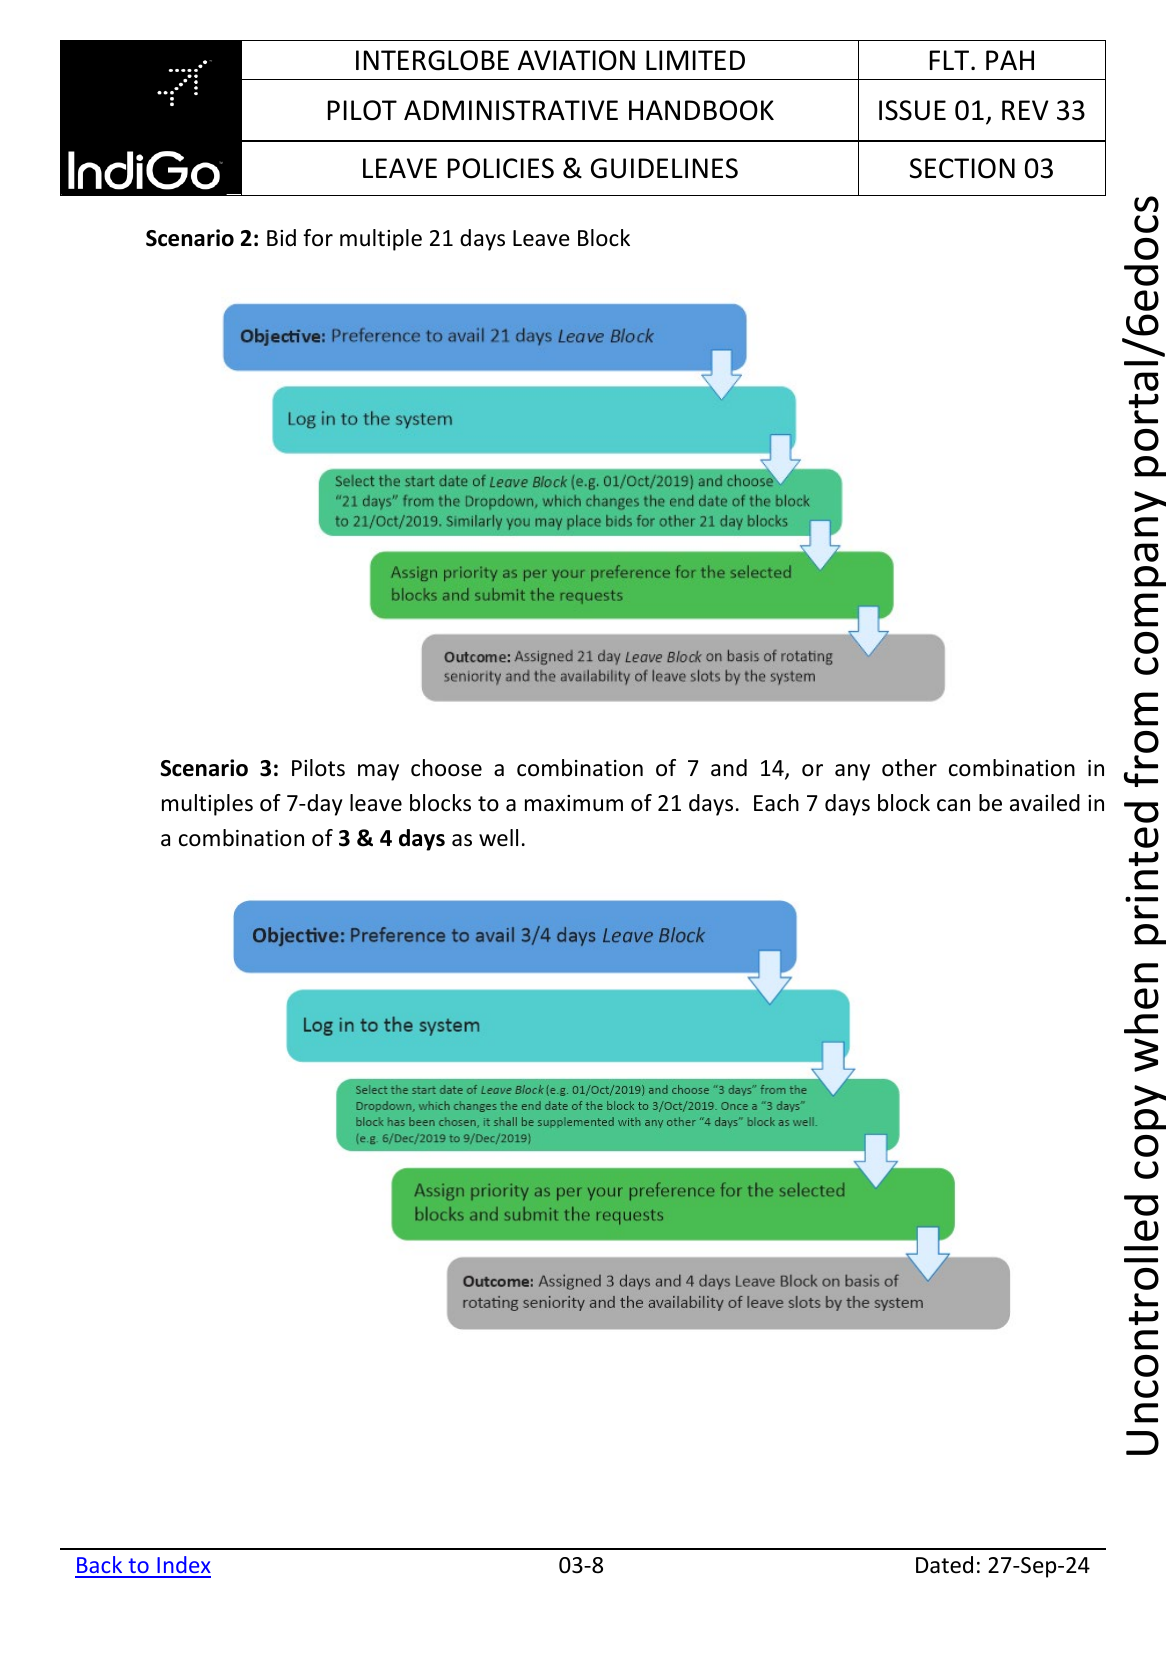 INTERGLOBE AVIATION LIMITED
FLT. PAH
PILOT ADMINISTRATIVE HANDBOOK
ISSUE 01, REV 33
IndiGo
LEAVE POLICIES & GUIDELINES
SECTION 03
Scenario 2: Bid for multiple 21 days Leave Block
Objective: Preference to avail 21 days Leave Block
Log in to the system
Select the start date of Leave Block (e.g. 01/Oct/2019) and choose
“21 days” from the Dropdown, which changes the end date of the block
to 21/Oct/2019. Similarly you may place bids for other 21 day blocks
Assign priority as per your preference for the selected
blocks and submit the requests
Outcome: Assigned 21 day Leave Block on basis of rotating
seniority and the availability of leave slots by the system
Scenario 3: Pilots may choose a combination of 7 and 14, or any other combination in
multiples of 7-day leave blocks to a maximum of 21 days. Each 7 days block can be availed in
a combination of 3 & 4 days as well.
Objective: Preference to avail 3/4 days Leave Block
Log in to the system
Select the start date of Leave Block (e.g. 01/Oct/2019) and choose “3 days” from the
Dropdown, which changes the end date of the block to 3/Oct/2019. Once a “3 days”
block has been chosen, it shall be supplemented with any other “4 days” block as well.
(e.g. 6/Dec/2019 to 9/Dec/2019)
Assign priority as per your preference for the selected
blocks and submit the requests
Outcome: Assigned 3 days and 4 days Leave Block on basis of
rotating seniority and the availability of leave slots by the system
Back to Index
03-8
Dated: 27-Sep-24
Uncontrolled copy when printed from company portal/6edocs